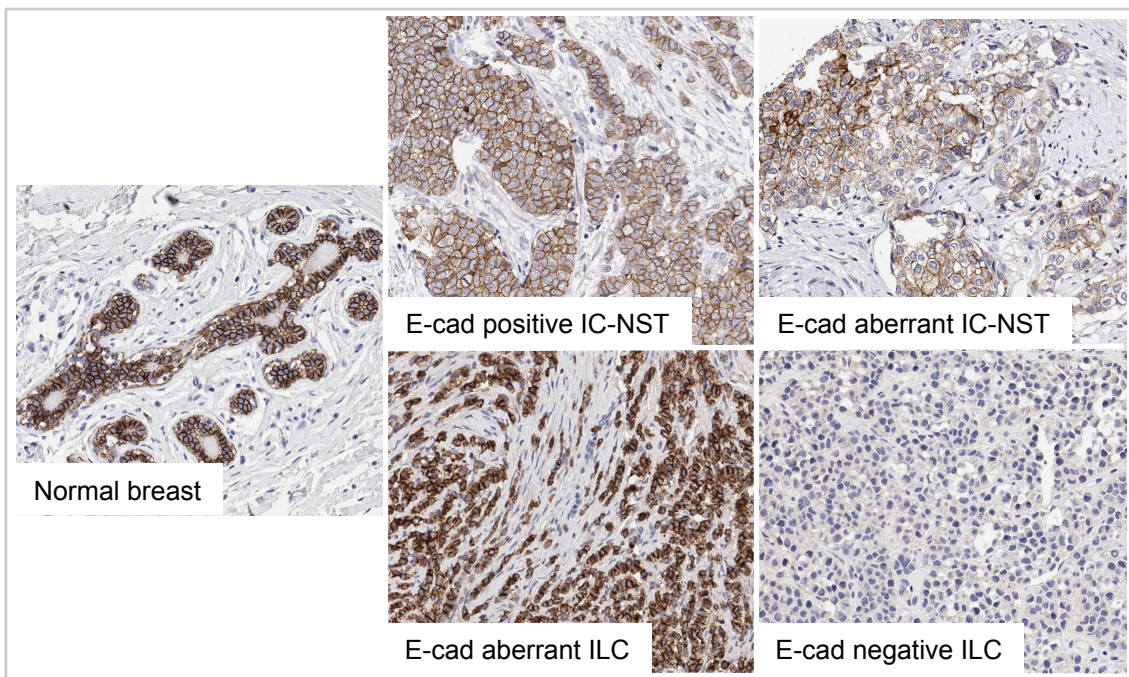 E-cad positive IC-NST
E-cad aberrant IC-NST
Normal breast
E-cad aberrant ILC
E-cad negative ILC